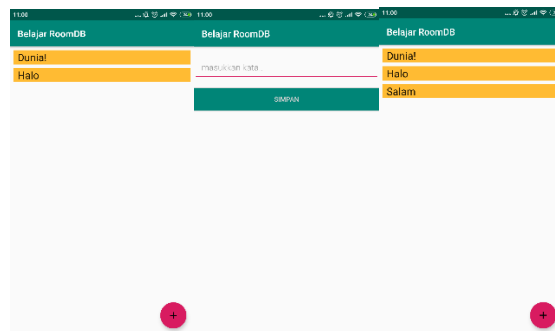 11:00
Belajar RoomDB
Dunia!
Halo
+
11:00
Belajar RoomDB
masukkan kata...
SIMPAN
11:00
Belajar RoomDB
Dunia!
Halo
Salam
+